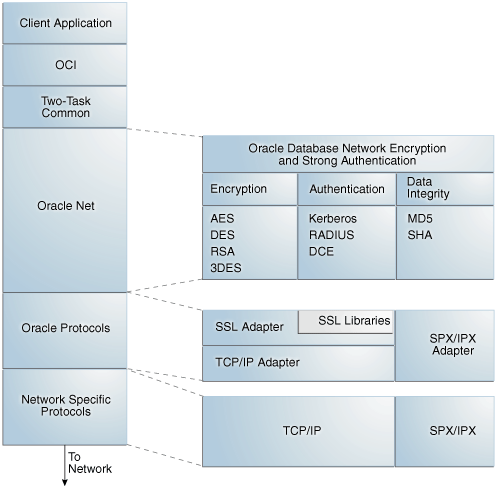 Client Application
OCI
Two-Task
Common
Oracle Net
Oracle Protocols
Network Specific
Protocols
To
Network
Oracle Database Network Encryption
and Strong Authentication
Encryption
AES
DES
RSA
3DES
Authentication
Kerberos
RADIUS
DCE
Data
Integrity
MD5
SHA
SSL Adapter
SSL Libraries
TCP/IP Adapter
SPX/IPX
Adapter
TCP/IP
SPX/IPX